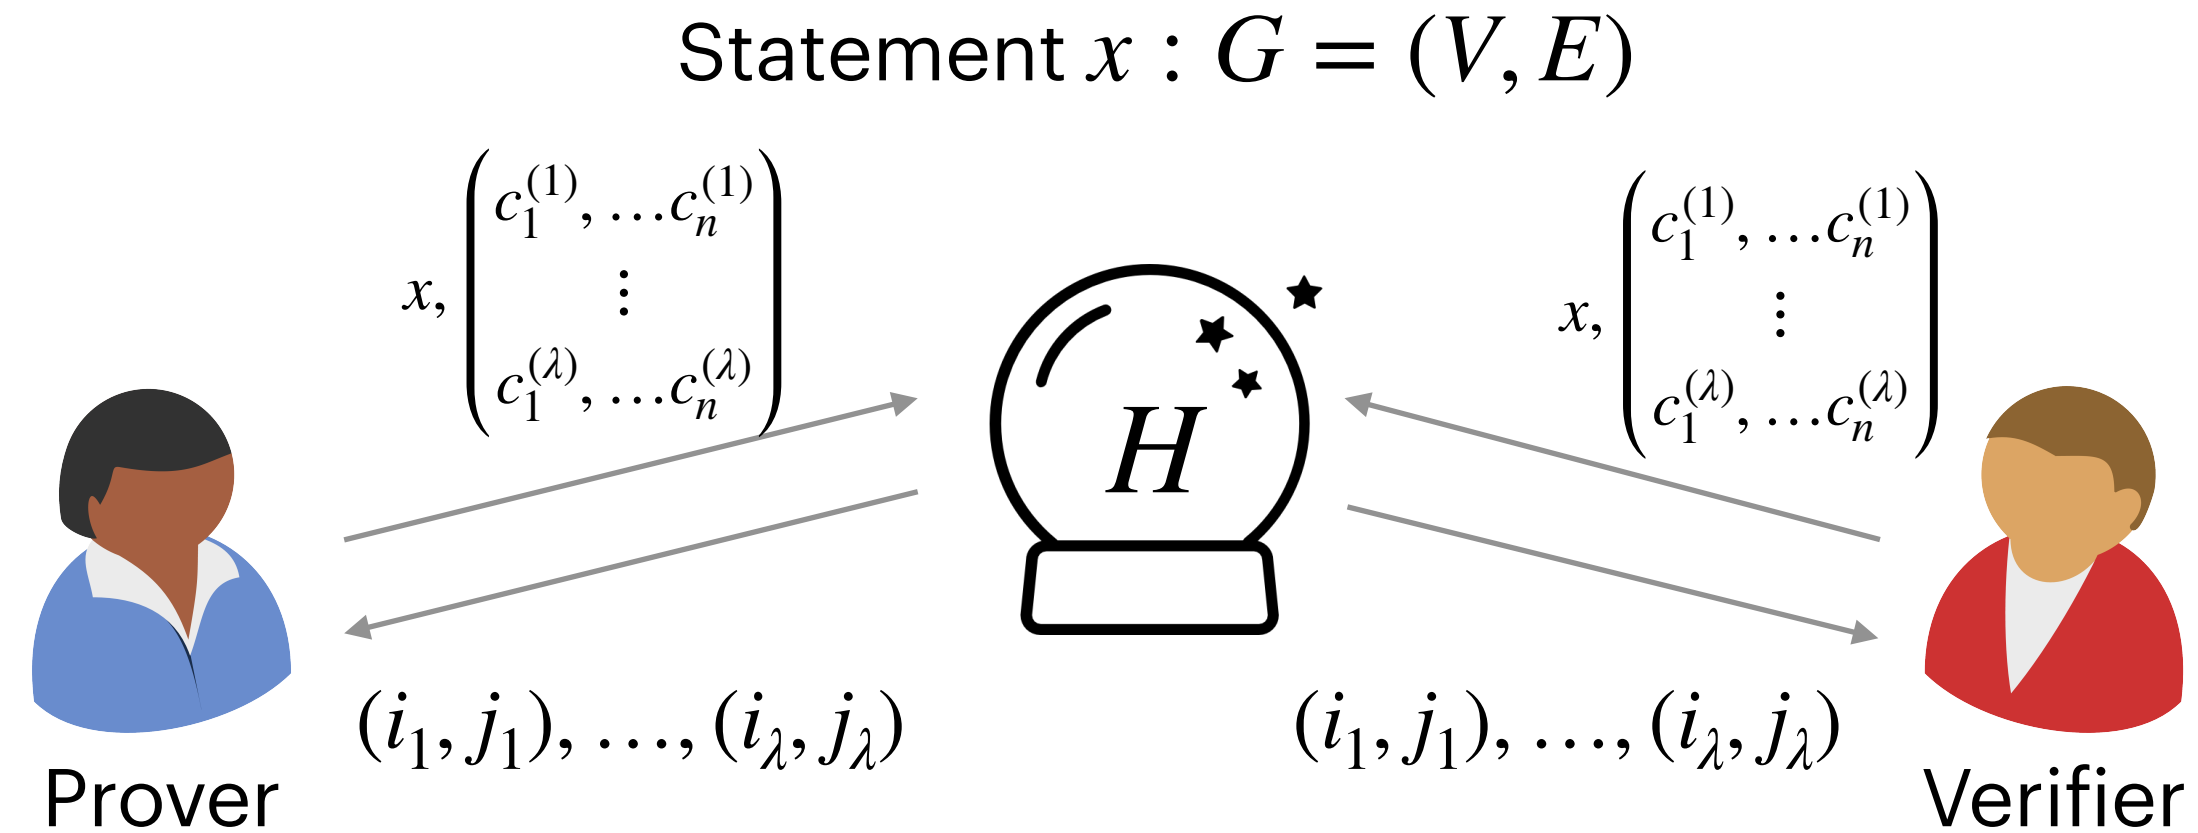 Statement x : G = (V, E)
x, ( c_1^{(1)}, …c_n^{(1)}
⋮
c_1^{(λ)}, …c_n^{(λ)} )
x, ( c_1^{(1)}, …c_n^{(1)}
⋮
c_1^{(λ)}, …c_n^{(λ)} )
H
(i_1, j_1), …, (i_λ, j_λ)
(i_1, j_1), …, (i_λ, j_λ)
Prover
Verifier